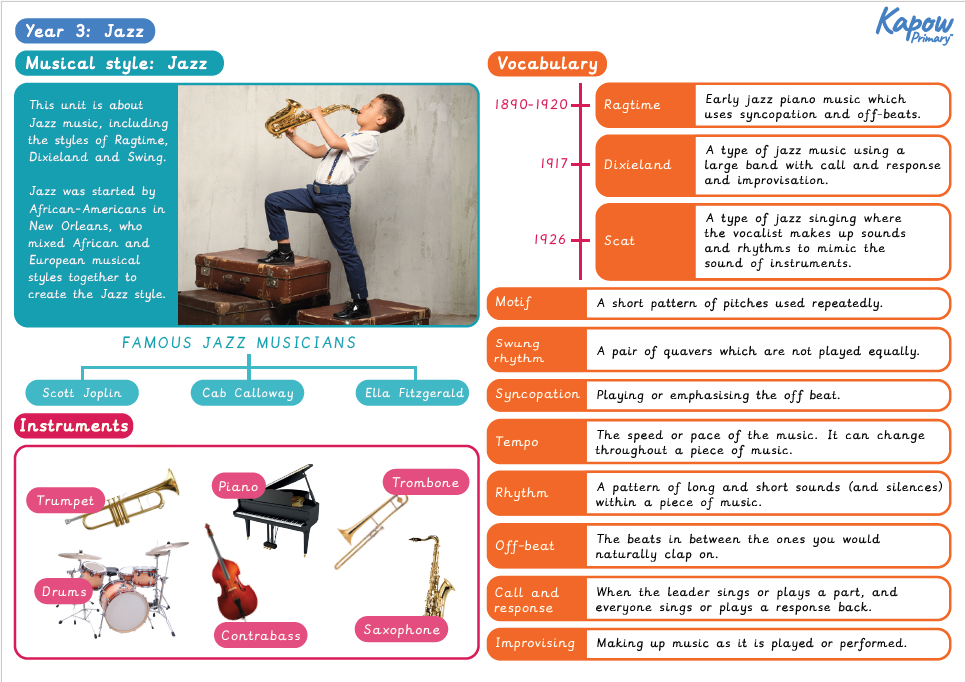 Year 3: Jazz
Kapow
Primary™
Musical style: Jazz
This unit is about
Jazz music, including
the styles of Ragtime,
Dixieland and Swing.
Jazz was started by
African-Americans in
New Orleans, who
mixed African and
European musical
styles together to
create the Jazz style.
FAMOUS JAZZ MUSICIANS
Scott Joplin
Cab Calloway
Ella Fitzgerald
Instruments
Trumpet
Piano
Trombone
Drums
Contrabass
Saxophone
Vocabulary
1890-1920
Ragtime
Early jazz piano music which
uses syncopation and off-beats.
1917
Dixieland
A type of jazz music using a
large band with call and response
and improvisation.
1926
Scat
A type of jazz singing where
the vocalist makes up sounds
and rhythms to mimic the
sound of instruments.
Motif
A short pattern of pitches used repeatedly.
Swung
rhythm
A pair of quavers which are not played equally.
Syncopation
Playing or emphasising the off beat.
Tempo
The speed or pace of the music. It can change
throughout a piece of music.
Rhythm
A pattern of long and short sounds (and silences)
within a piece of music.
Off-beat
The beats in between the ones you would
naturally clap on.
Call and
response
When the leader sings or plays a part, and
everyone sings or plays a response back.
Improvising
Making up music as it is played or performed.